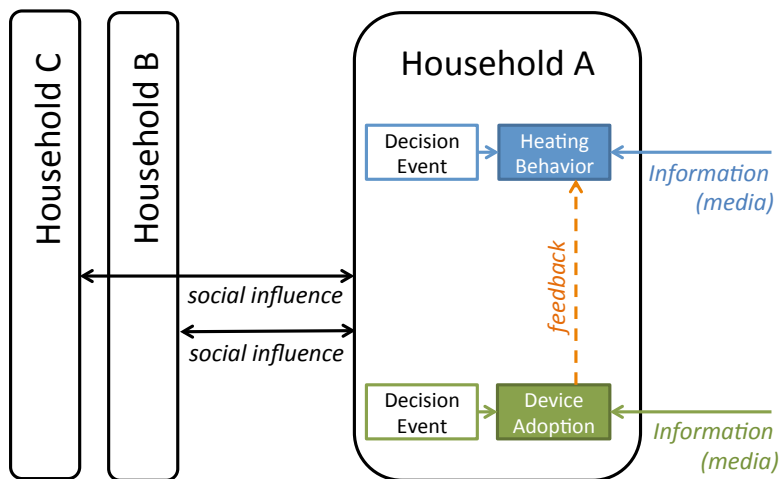 Household C
Household B
Household A
Decision
Event
Heating
Behavior
Information
(media)
feedback
social influence
social influence
Decision
Event
Device
Adoption
Information
(media)